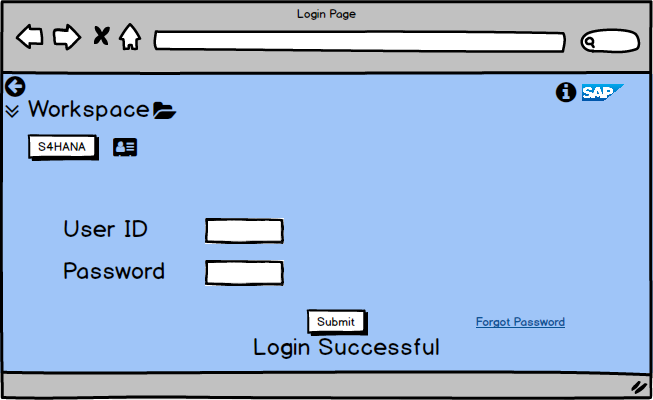 Login Page
SAP
Workspace
S4HANA
User ID
Password
Submit
Forgot Password
Login Successful